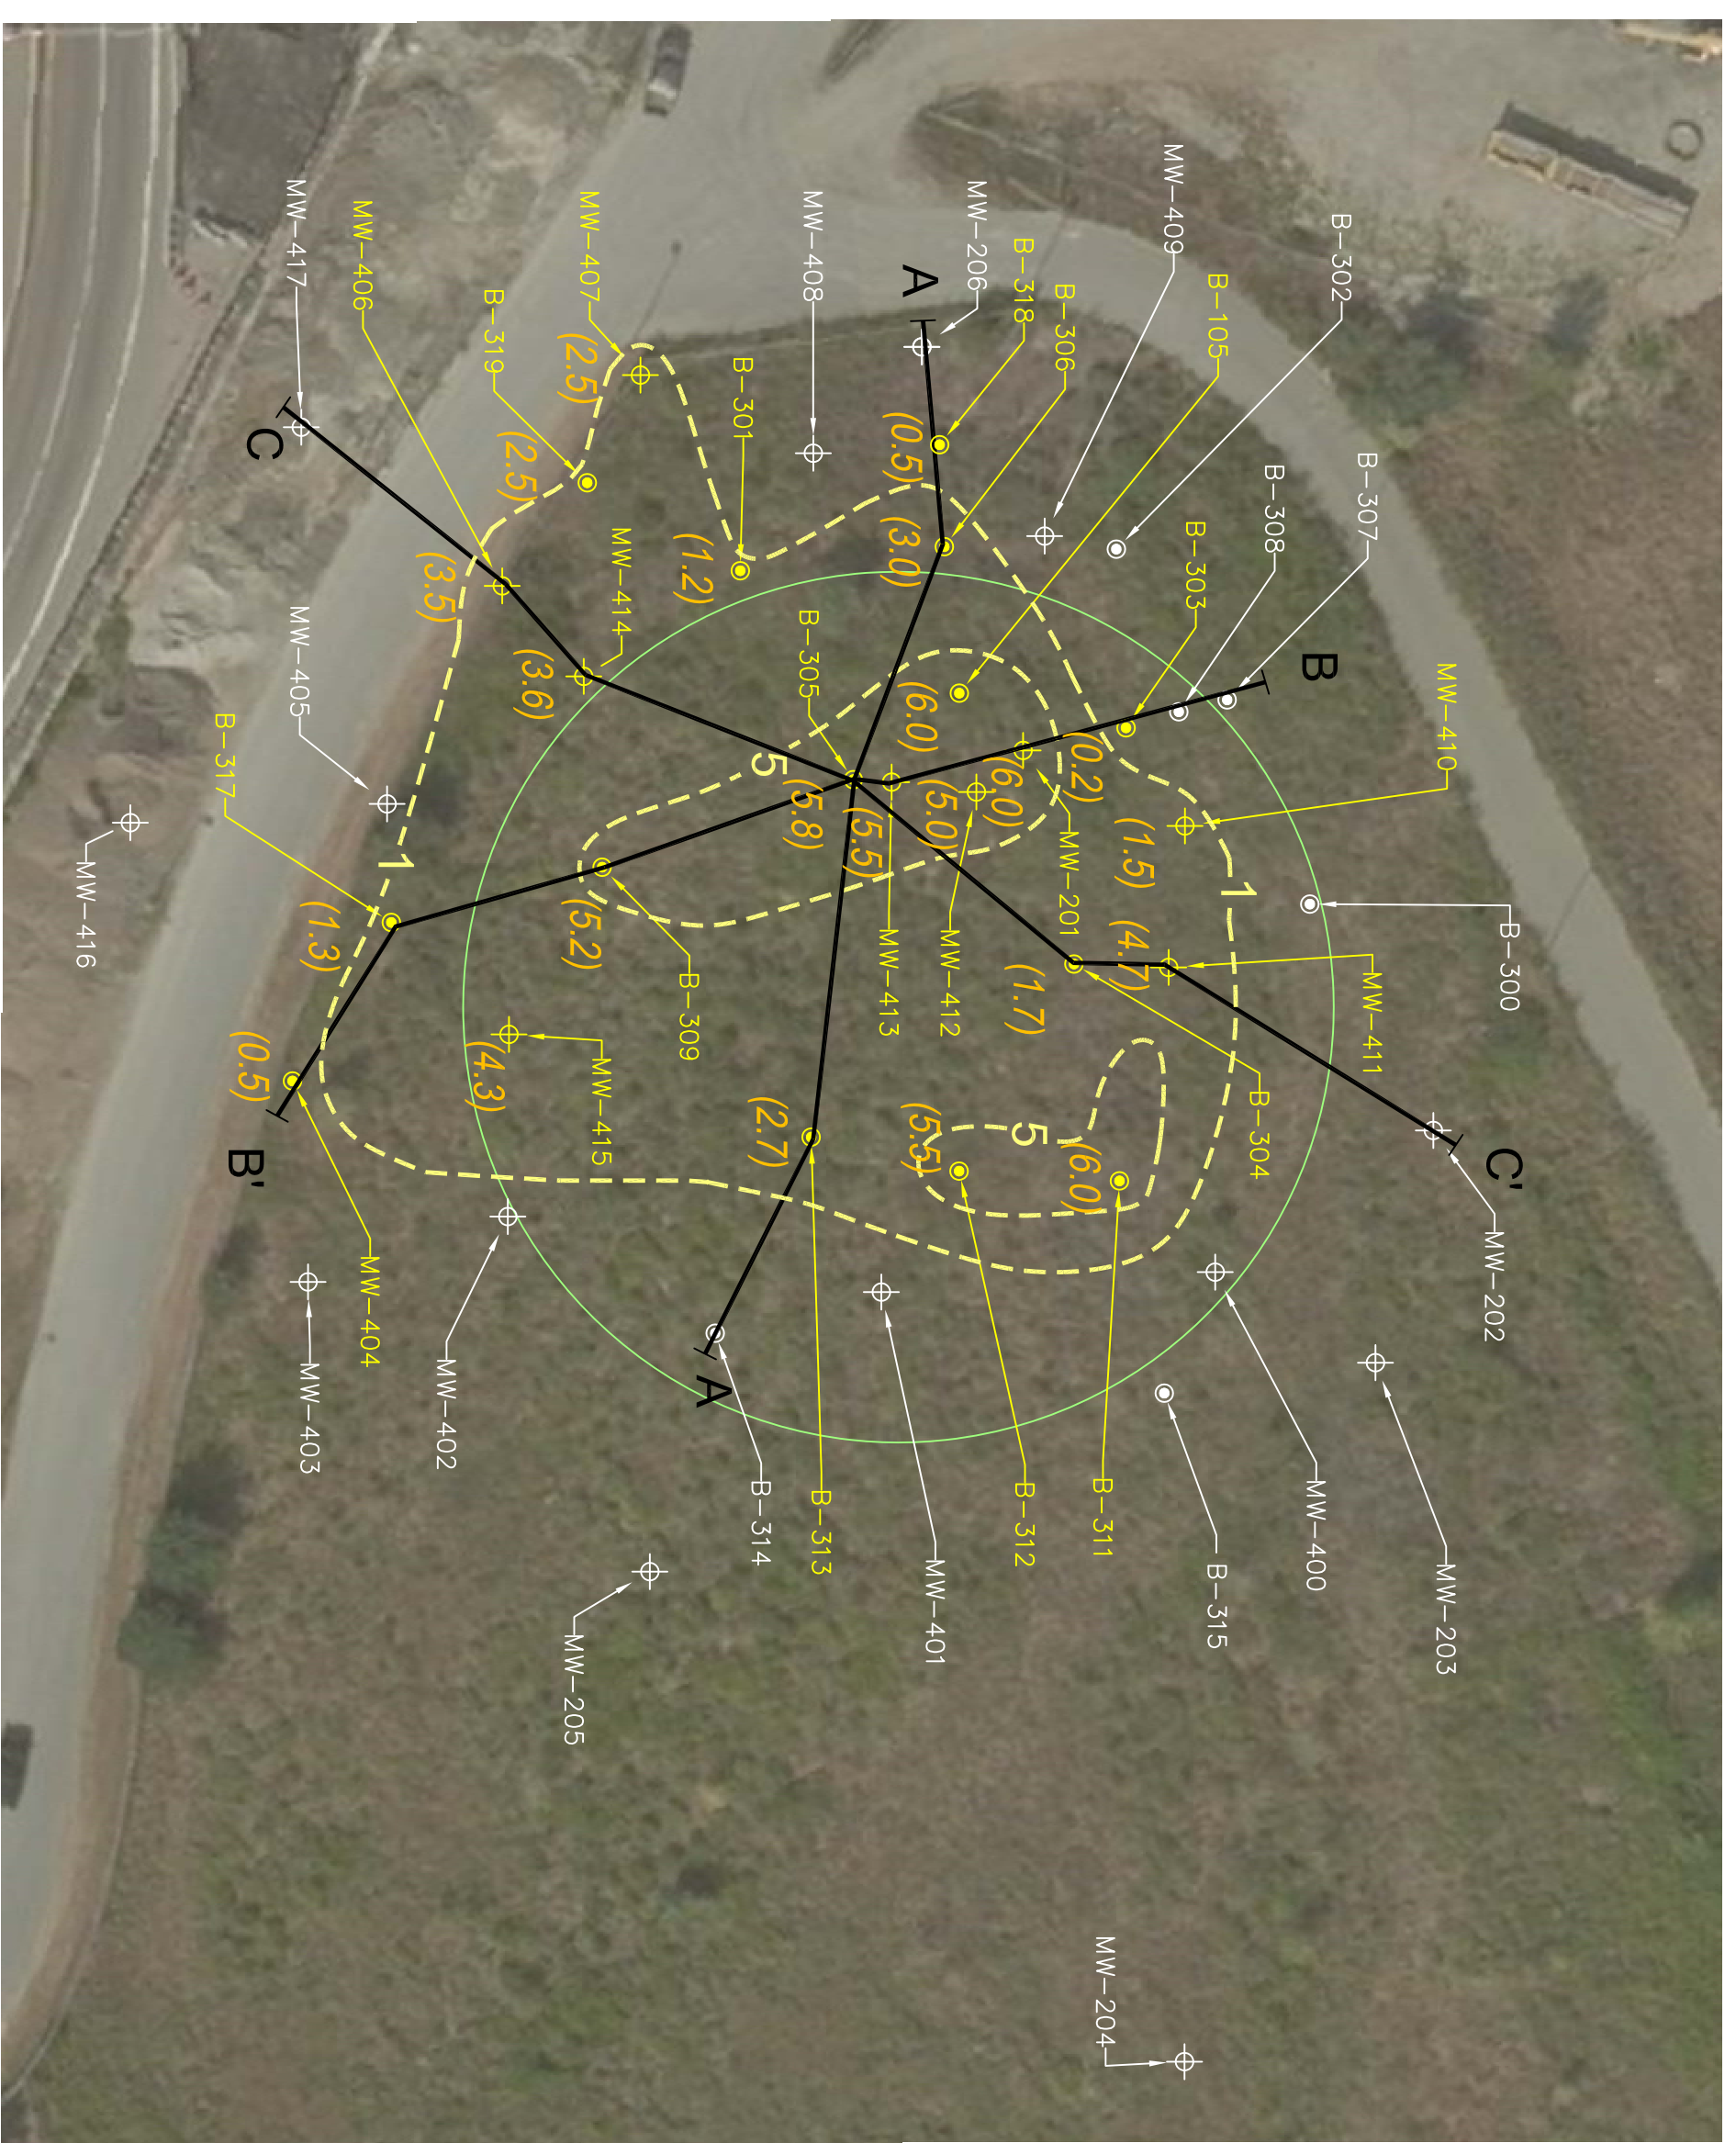 MW-417
MW-406
MW-407
B-319
MW-408
MW-206
B-318
B-306
MW-409
B-105
B-302
A
C
(2.5)
(2.5)
B-301
(0.5)
(3.0)
(1.2)
B-303
B-308
B-307
(3.5)
MW-414
MW-405
B-305
(3.6)
B
MW-410
B-317
(6.0)
(0.2)
5
(5.8)
(5.5)
(5.0)
(6.0)
(1.5)
MW-416
1
MW-201
1
(1.3)
(5.2)
B-309
MW-413
MW-412
(1.7)
(4.7)
MW-411
B-300
(0.5)
(4.3)
MW-415
(2.7)
(5.5)
5
(6.0)
B-304
B'
C'
MW-404
MW-403
MW-402
A
MW-202
B-314
B-313
MW-401
B-312
B-311
MW-400
B-315
MW-203
MW-205
MW-204